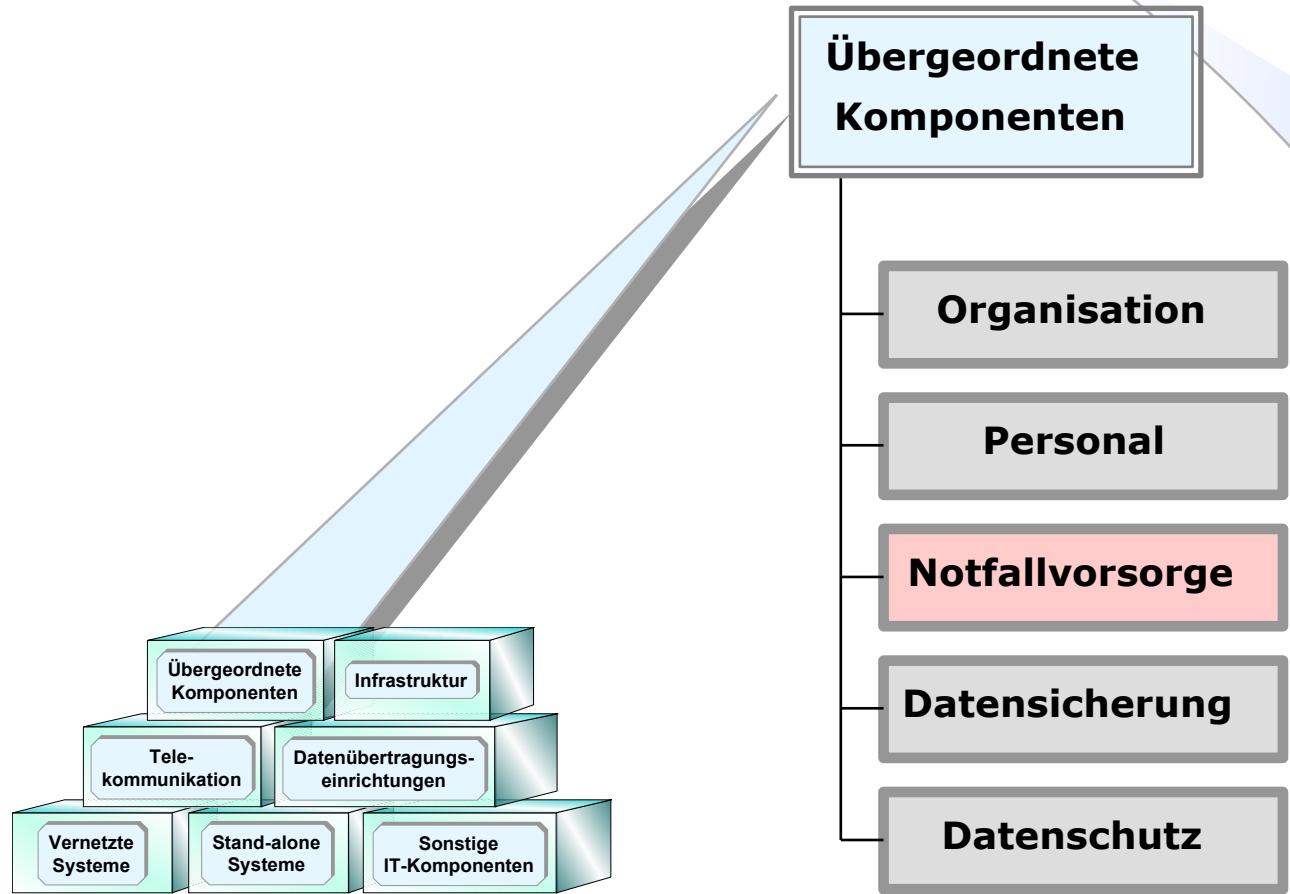 Übergeordnete
Komponenten
Organisation
Personal
Notfallvorsorge
Datensicherung
Datenschutz
Übergeordnete
Komponenten
Infrastruktur
Tele-
kommunikation
Datenübertragungs-
einrichtungen
Vernetzte
Systeme
Stand-alone
Systeme
Sonstige
IT-Komponenten